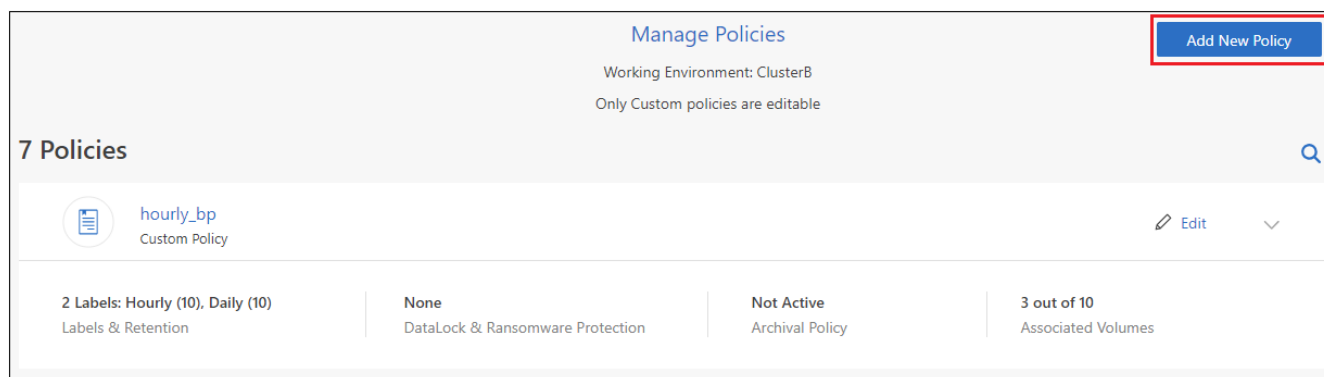 Manage Policies
Add New Policy
Working Environment: ClusterB
Only Custom policies are editable
7 Policies
hourly_bp
Custom Policy
Edit
2 Labels: Hourly (10), Daily (10)
Labels & Retention
None
DataLock & Ransomware Protection
Not Active
Archival Policy
3 out of 10
Associated Volumes